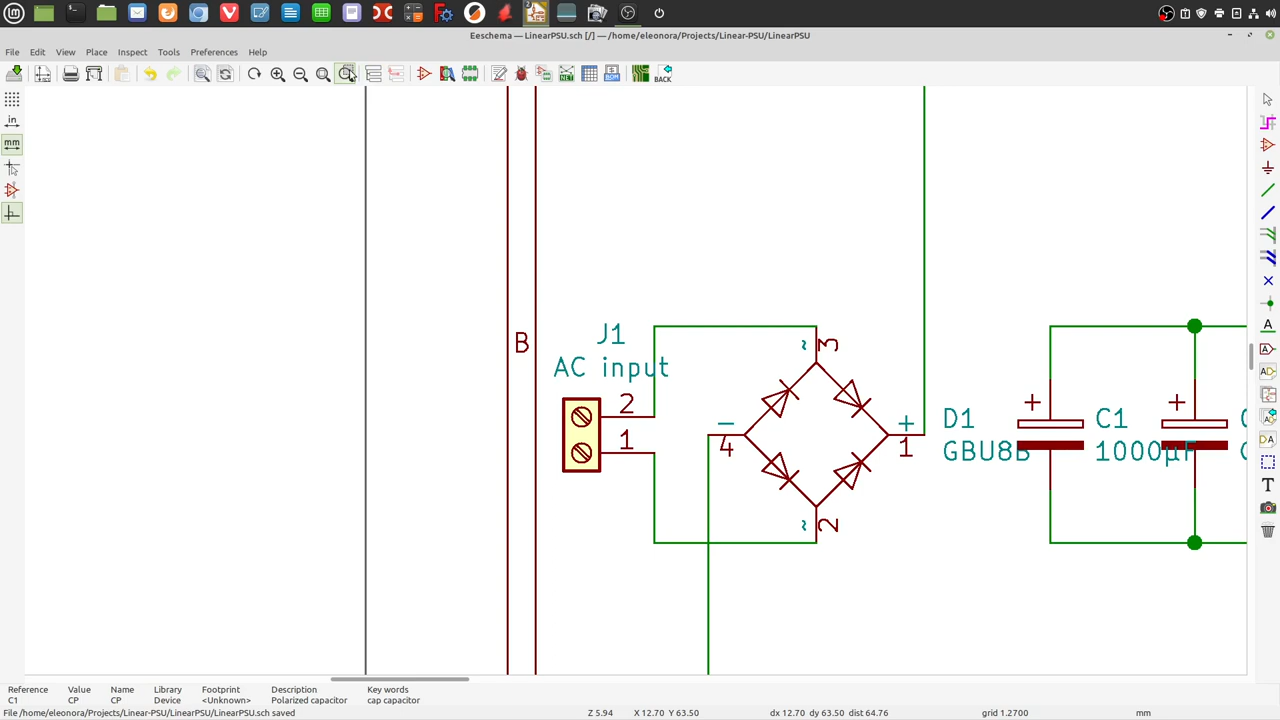 Eeschema — LinearPSU.sch [/] — /home/eleonora/Projects/Linear-PSU/LinearPSU
File Edit View Place Inspect Tools Preferences Help
BACK
in
mm
B
J1
AC input
2
1
~ 3
− 4
+ 1
~ 2
D1
GBU8B
+
C1
1000µF
+
Reference Value Name Library Footprint Description Key words
C1 CP CP Device <Unknown> Polarized capacitor cap capacitor
File /home/eleonora/Projects/Linear-PSU/LinearPSU/LinearPSU.sch saved Z 5.94 X 12.70 Y 63.50 dx 12.70 dy 63.50 dist 64.76 grid 1.2700 mm